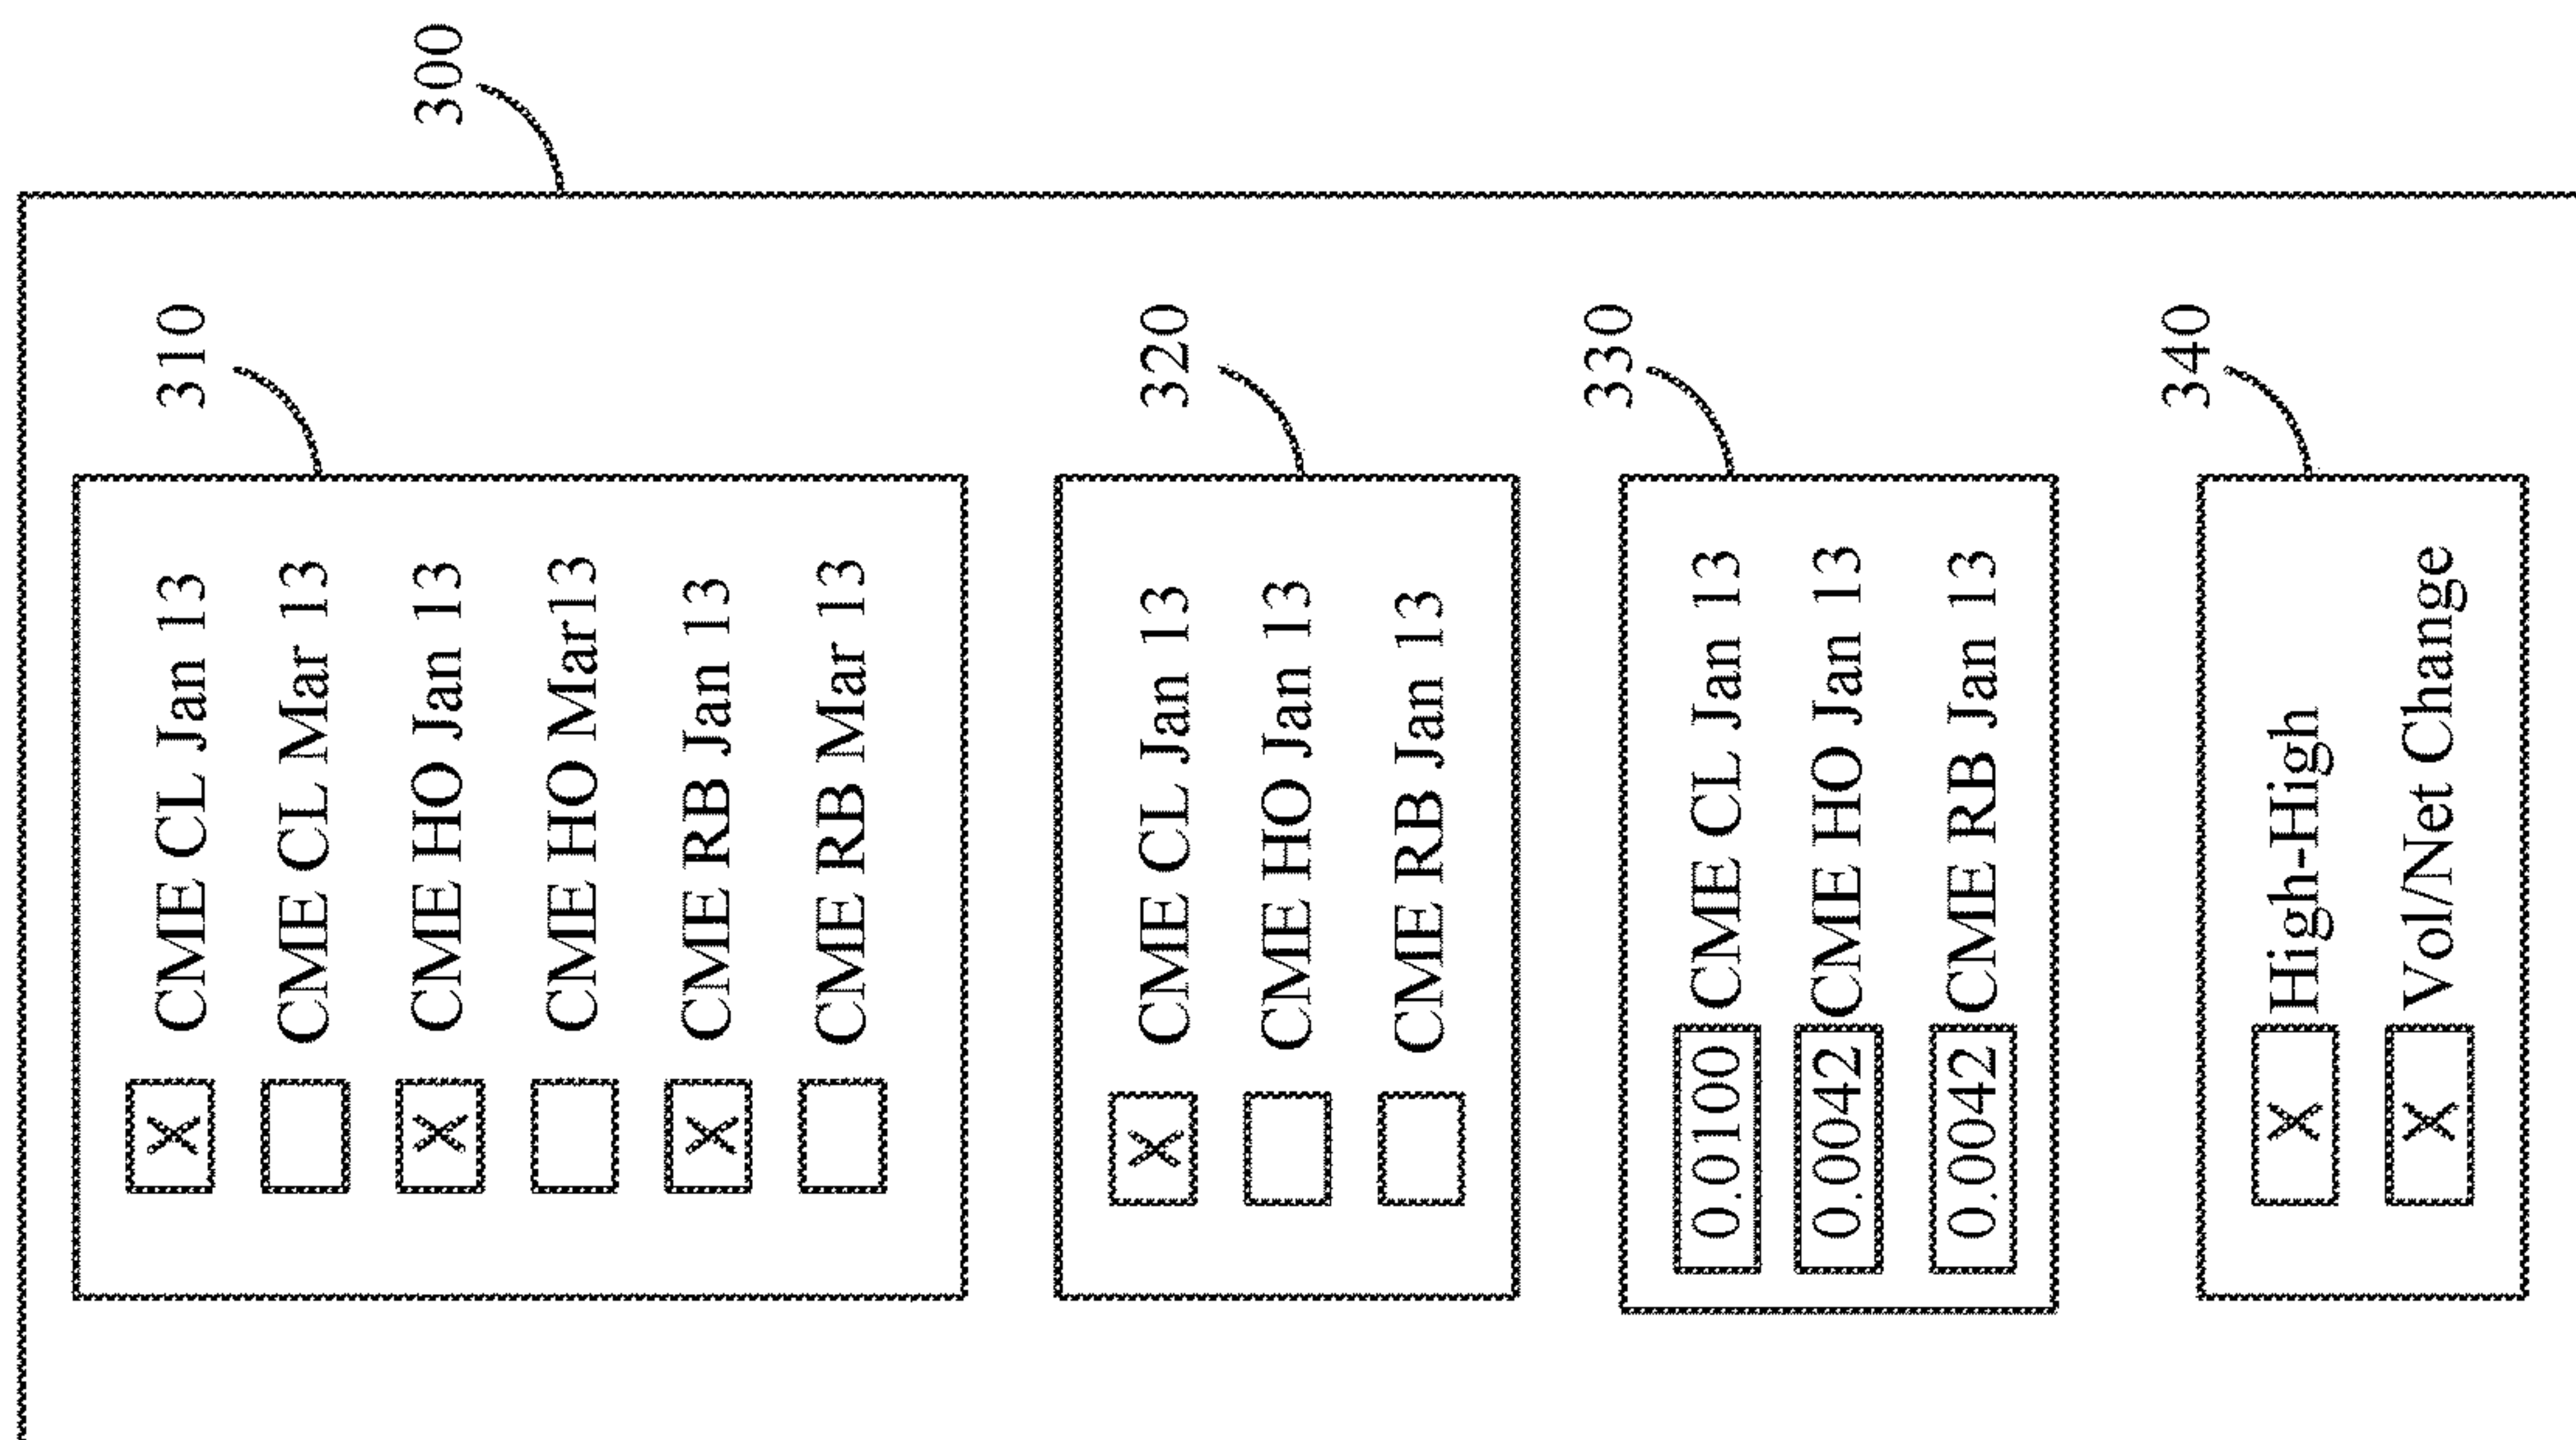 300
310
CME CL Jan 13
CME CL Mar 13
CME HO Jan 13
CME HO Mar13
CME RB Jan 13
CME RB Mar 13
320
CME CL Jan 13
CME HO Jan 13
CME RB Jan 13
330
0.0100 CME CL Jan 13
0.0042 CME HO Jan 13
0.0042 CME RB Jan 13
340
High-High
Vol/Net Change